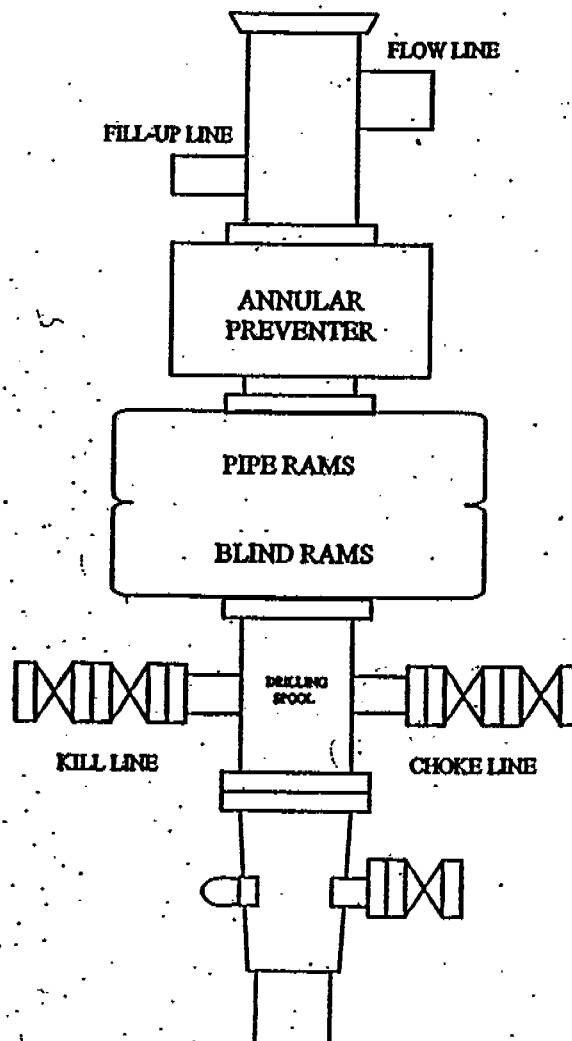 FLOW LINE
FILL-UP LINE
ANNULAR
PREVENTER
PIPE RAMS
BLIND RAMS
DRILLING
SPOOL
KILL LINE
CHOKE LINE